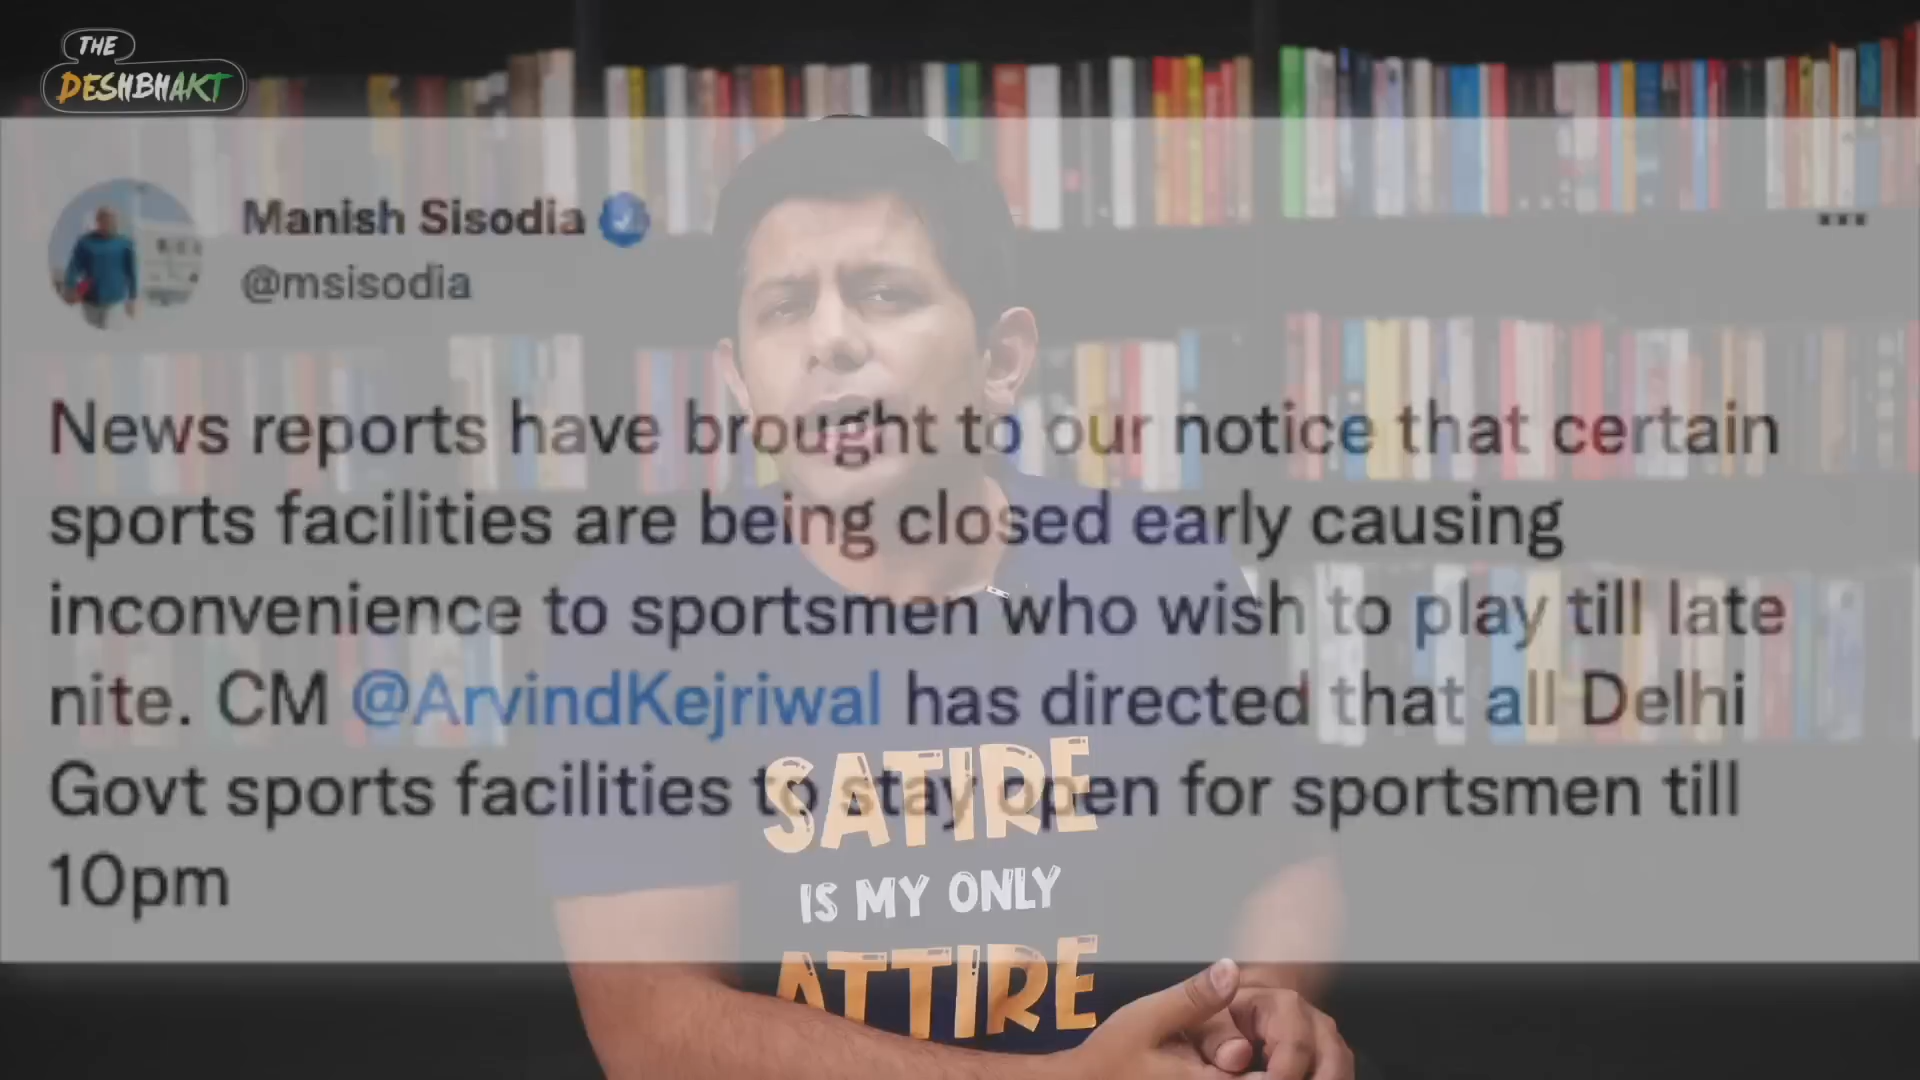 THE
DESHBHAKT
Manish Sisodia
@msisodia
News reports have brought to our notice that certain
sports facilities are being closed early causing
inconvenience to sportsmen who wish to play till late
nite. CM @ArvindKejriwal has directed that all Delhi
Govt sports facilities to stay open for sportsmen till
10pm
SATIRE
IS MY ONLY
ATTIRE